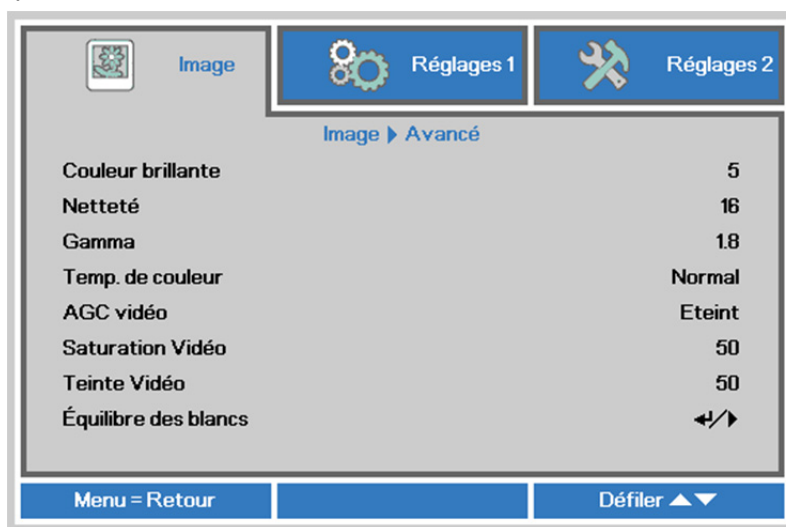 Image
Réglages 1
Réglages 2
Image ▶ Avancé
Couleur brillante 5
Netteté 16
Gamma 1.8
Temp. de couleur Normal
AGC vidéo Eteint
Saturation Vidéo 50
Teinte Vidéo 50
Équilibre des blancs ↵/▶
Menu = Retour
Défiler ▲▼